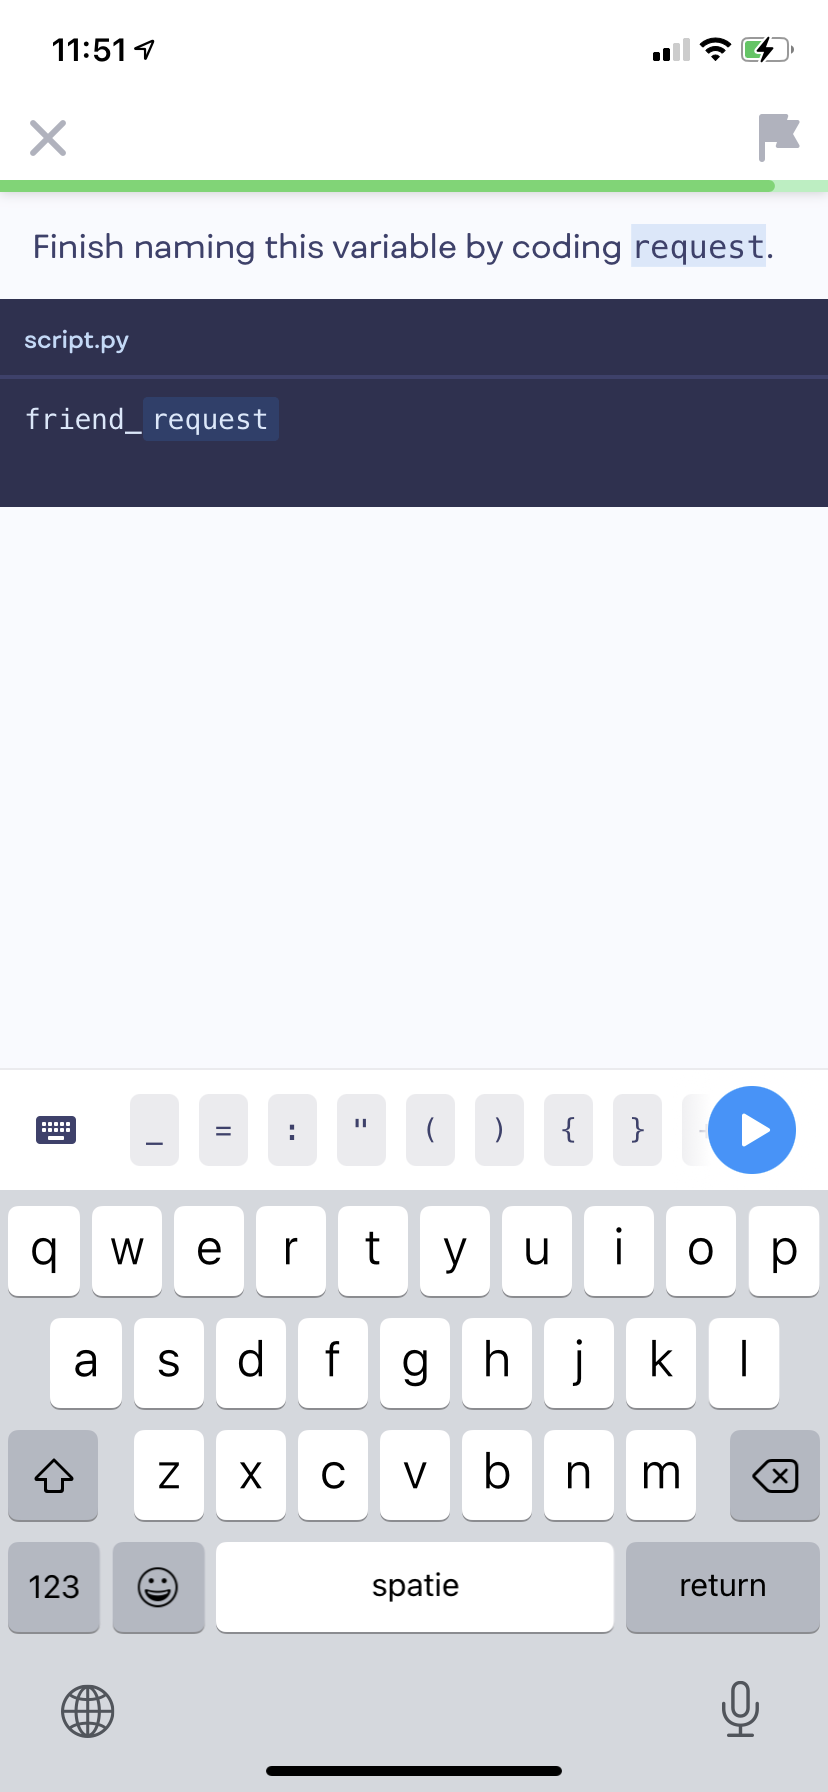 11:51
Finish naming this variable by coding request.
script.py
friend_request
_ = : " ( ) { }
q w e r t y u i o p
a s d f g h j k l
z x c v b n m
123 spatie return